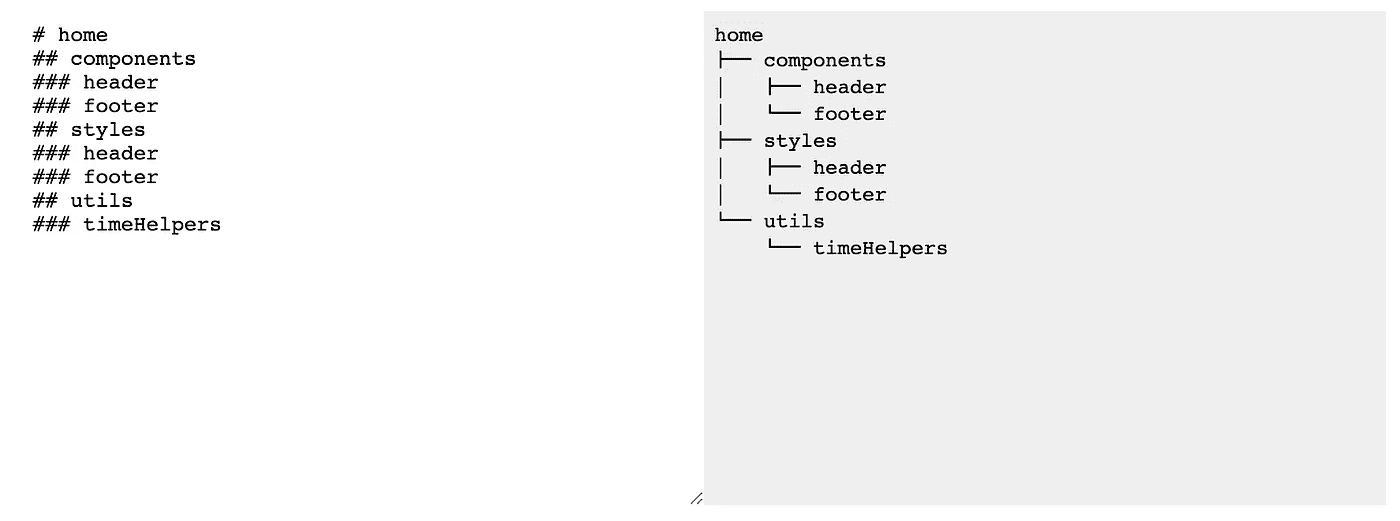 # home
## components
### header
### footer
## styles
### header
### footer
## utils
### timeHelpers
home
├── components
│   ├── header
│   └── footer
├── styles
│   ├── header
│   └── footer
└── utils
    └── timeHelpers